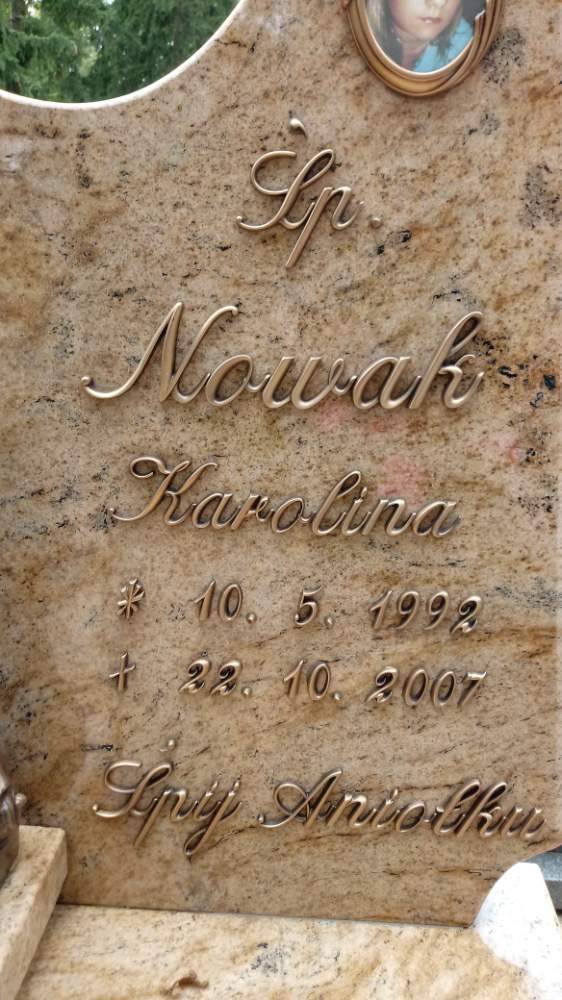 Śp.
Nowak
Karolina
* 10. 5. 1992
† 22. 10. 2007
Śpij Aniołku